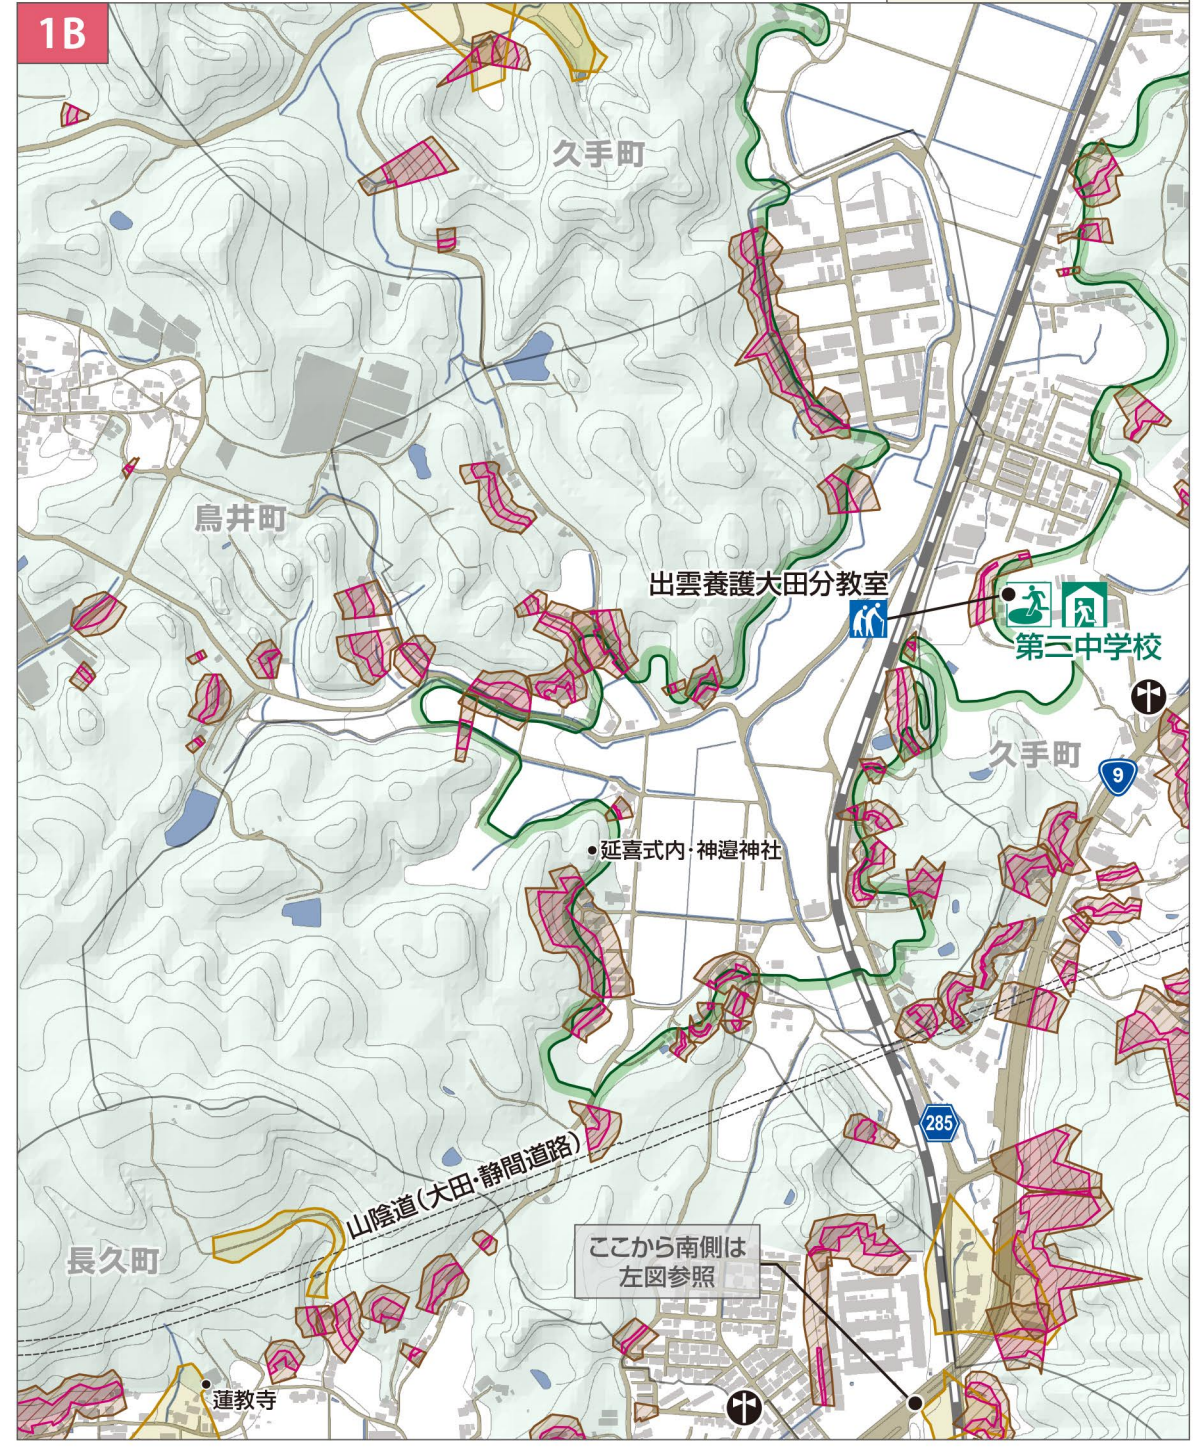 1B
久手町
鳥井町
出雲養護大田分教室
第二中学校
久手町
9
延喜式内・神邉神社
285
山陰道(大田・静間道路)
長久町
ここから南側は
左図参照
蓮教寺